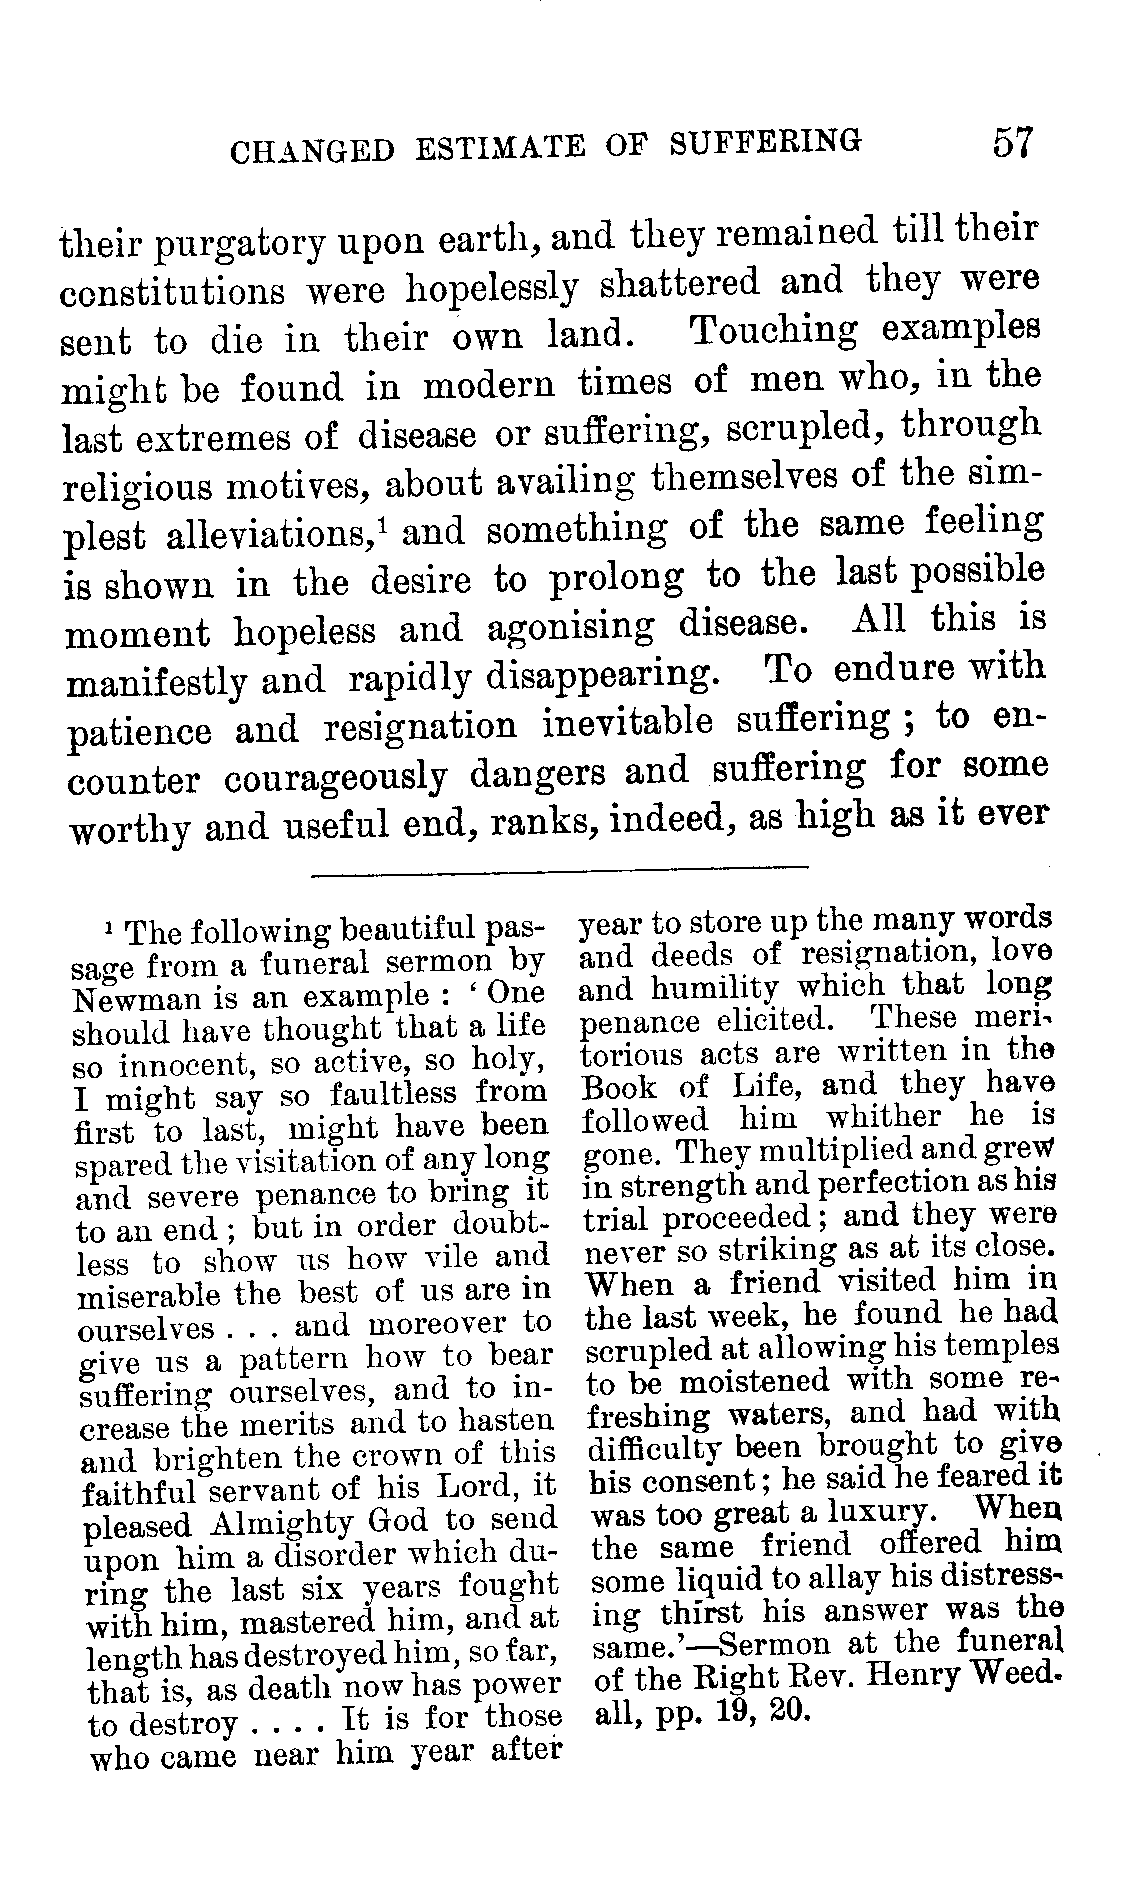 CHANGED ESTIMATE OF SUFFERING 57
their purgatory upon earth, and they remained till their
constitutions were hopelessly shattered and they were
sent to die in their own land. Touching examples
might be found in modern times of men who, in the
last extremes of disease or suffering, scrupled, through
religious motives, about availing themselves of the sim-
plest alleviations,¹ and something of the same feeling
is shown in the desire to prolong to the last possible
moment hopeless and agonising disease. All this is
manifestly and rapidly disappearing. To endure with
patience and resignation inevitable suffering ; to en-
counter courageously dangers and suffering for some
worthy and useful end, ranks, indeed, as high as it ever
¹ The following beautiful pas-
sage from a funeral sermon by
Newman is an example : ‘ One
should have thought that a life
so innocent, so active, so holy,
I might say so faultless from
first to last, might have been
spared the visitation of any long
and severe penance to bring it
to an end ; but in order doubt-
less to show us how vile and
miserable the best of us are in
ourselves . . . and moreover to
give us a pattern how to bear
suffering ourselves, and to in-
crease the merits and to hasten
and brighten the crown of this
faithful servant of his Lord, it
pleased Almighty God to send
upon him a disorder which du-
ring the last six years fought
with him, mastered him, and at
length has destroyed him, so far,
that is, as death now has power
to destroy . . . . It is for those
who came near him year after
year to store up the many words
and deeds of resignation, love
and humility which that long
penance elicited. These meri-
torious acts are written in the
Book of Life, and they have
followed him whither he is
gone. They multiplied and grew
in strength and perfection as his
trial proceeded ; and they were
never so striking as at its close.
When a friend visited him in
the last week, he found he had
scrupled at allowing his temples
to be moistened with some re-
freshing waters, and had with
difficulty been brought to give
his consent ; he said he feared it
was too great a luxury. When
the same friend offered him
some liquid to allay his distress-
ing thirst his answer was the
same.’—Sermon at the funeral
of the Right Rev. Henry Weed-
all, pp. 19, 20.